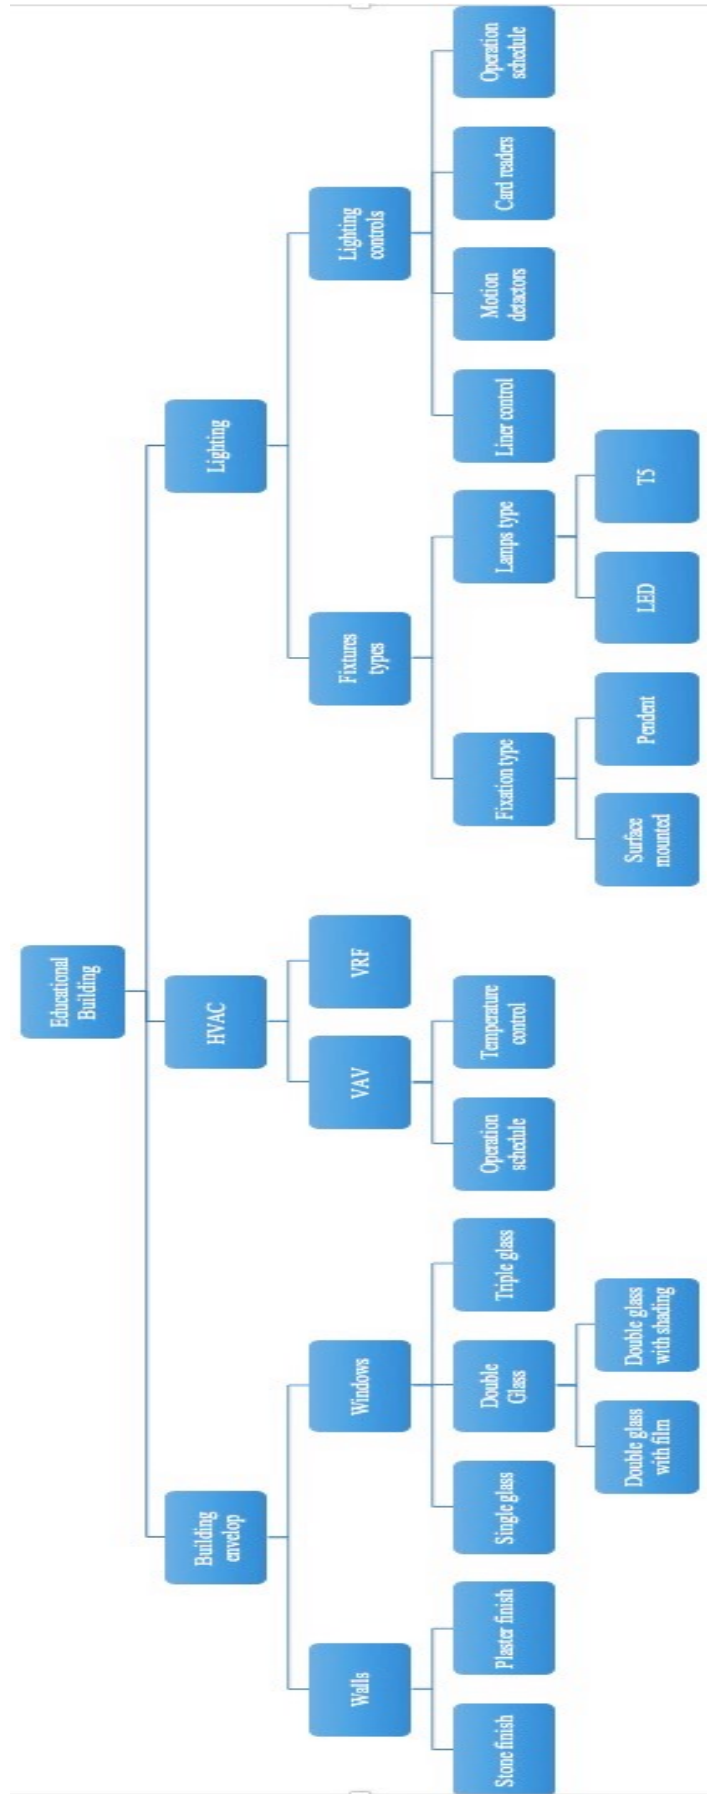 Educational
Building
Building
envelop
HVAC
Lighting
Walls
Windows
VAV
VRF
Fixtures
types
Lighting
controls
Stone finish
Plaster finish
Single glass
Double
Glass
Triple glass
Operation
schedule
Temperature
control
Fixation type
Lamps type
Liner control
Motion
detactors
Card readers
Operation
schedule
Double glass
with film
Double glass
with shading
Surface
mounted
Pendent
LED
T5